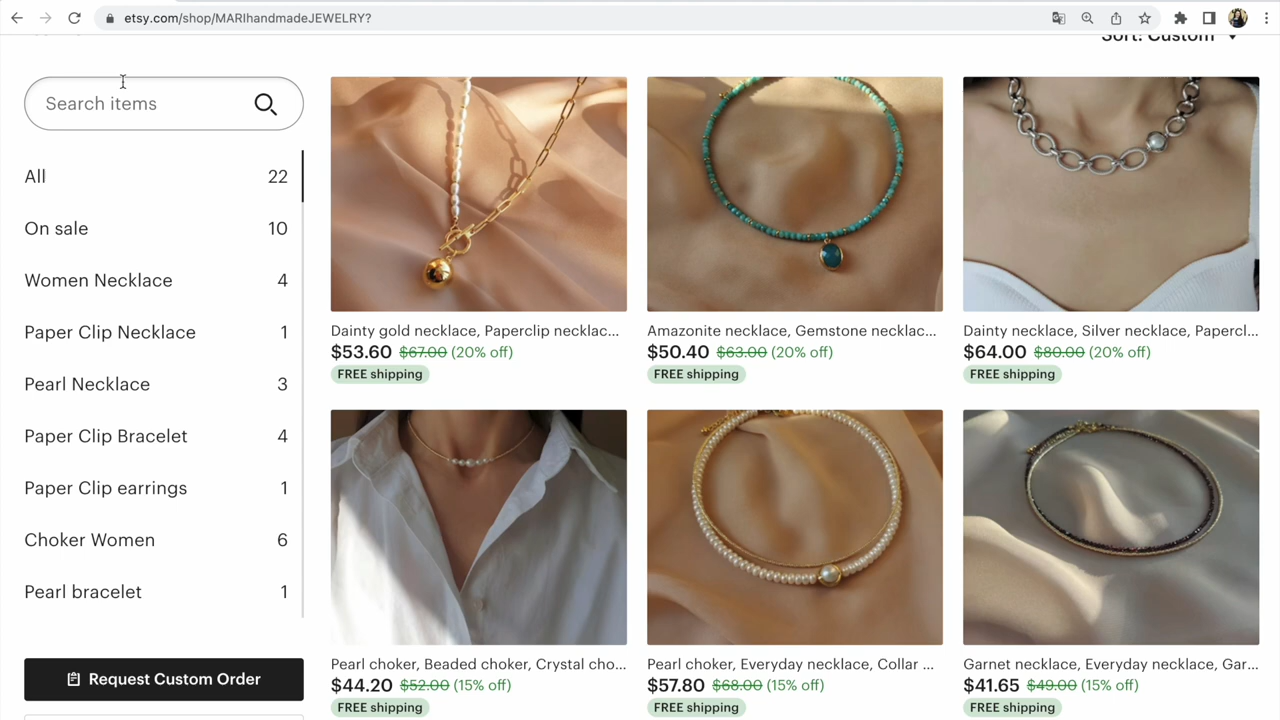 etsy.com/shop/MARIhandmadeJEWELRY?
Sort: Custom
Search items
All 22
On sale 10
Women Necklace 4
Paper Clip Necklace 1
Pearl Necklace 3
Paper Clip Bracelet 4
Paper Clip earrings 1
Choker Women 6
Pearl bracelet 1
Request Custom Order
Dainty gold necklace, Paperclip necklac...
$53.60 $67.00 (20% off)
FREE shipping
Amazonite necklace, Gemstone necklac...
$50.40 $63.00 (20% off)
FREE shipping
Dainty necklace, Silver necklace, Papercl...
$64.00 $80.00 (20% off)
FREE shipping
Pearl choker, Beaded choker, Crystal cho...
$44.20 $52.00 (15% off)
FREE shipping
Pearl choker, Everyday necklace, Collar ...
$57.80 $68.00 (15% off)
FREE shipping
Garnet necklace, Everyday necklace, Gar...
$41.65 $49.00 (15% off)
FREE shipping